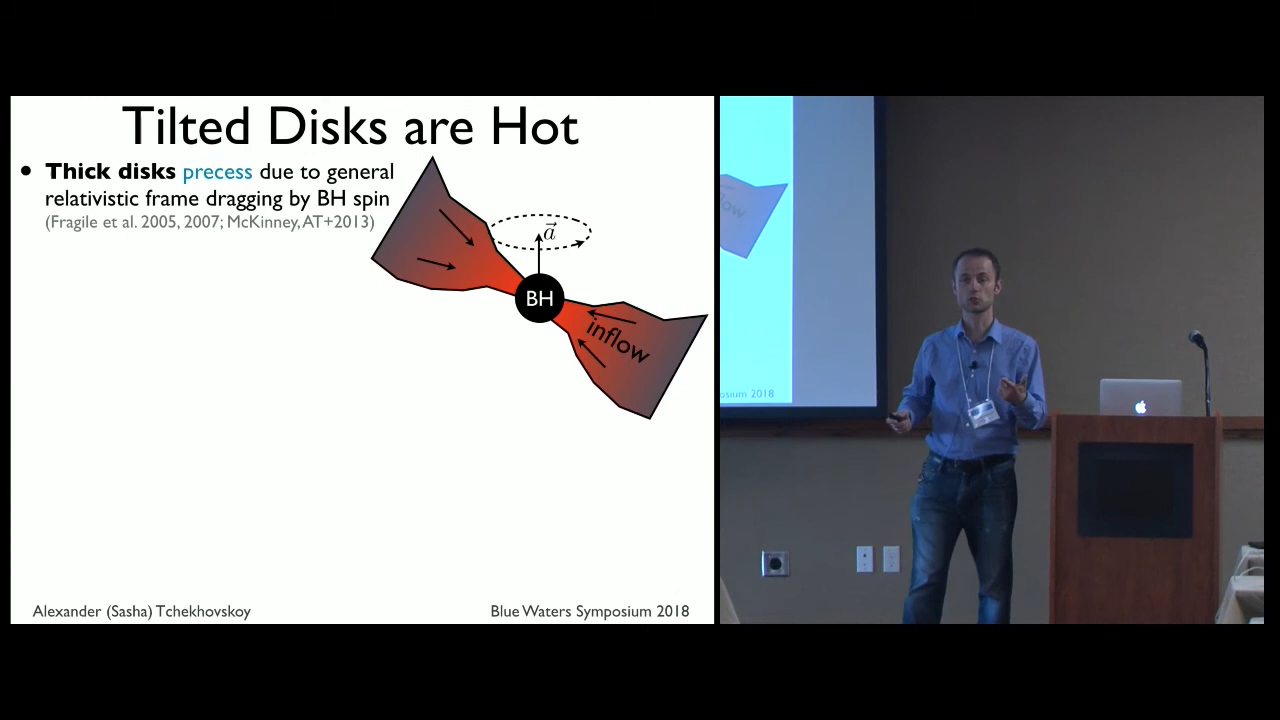 Tilted Disks are Hot
• Thick disks precess due to general
relativistic frame dragging by BH spin
(Fragile et al. 2005, 2007; McKinney, AT+2013)
a
BH
inflow
Alexander (Sasha) Tchekhovskoy
Blue Waters Symposium 2018
flow
osium 2018